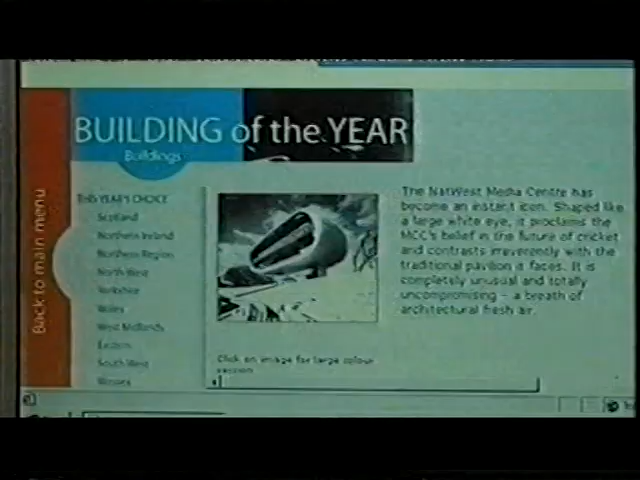 BUILDING of the YEAR
Buildings
Back to main menu
THIS YEAR'S CHOICE
Scotland
Northern Ireland
Northern Region
North West
Yorkshire
Wales
West Midlands
Eastern
South West
Wessex
The NatWest Media Centre has
become an instant icon. Shaped like
a large white eye, it proclaims the
MCC's belief in the future of cricket
and contrasts irreverently with the
traditional pavilion it faces. It is
completely unusual and totally
uncompromising – a breath of
architectural fresh air.
Click on an image for large colour
version